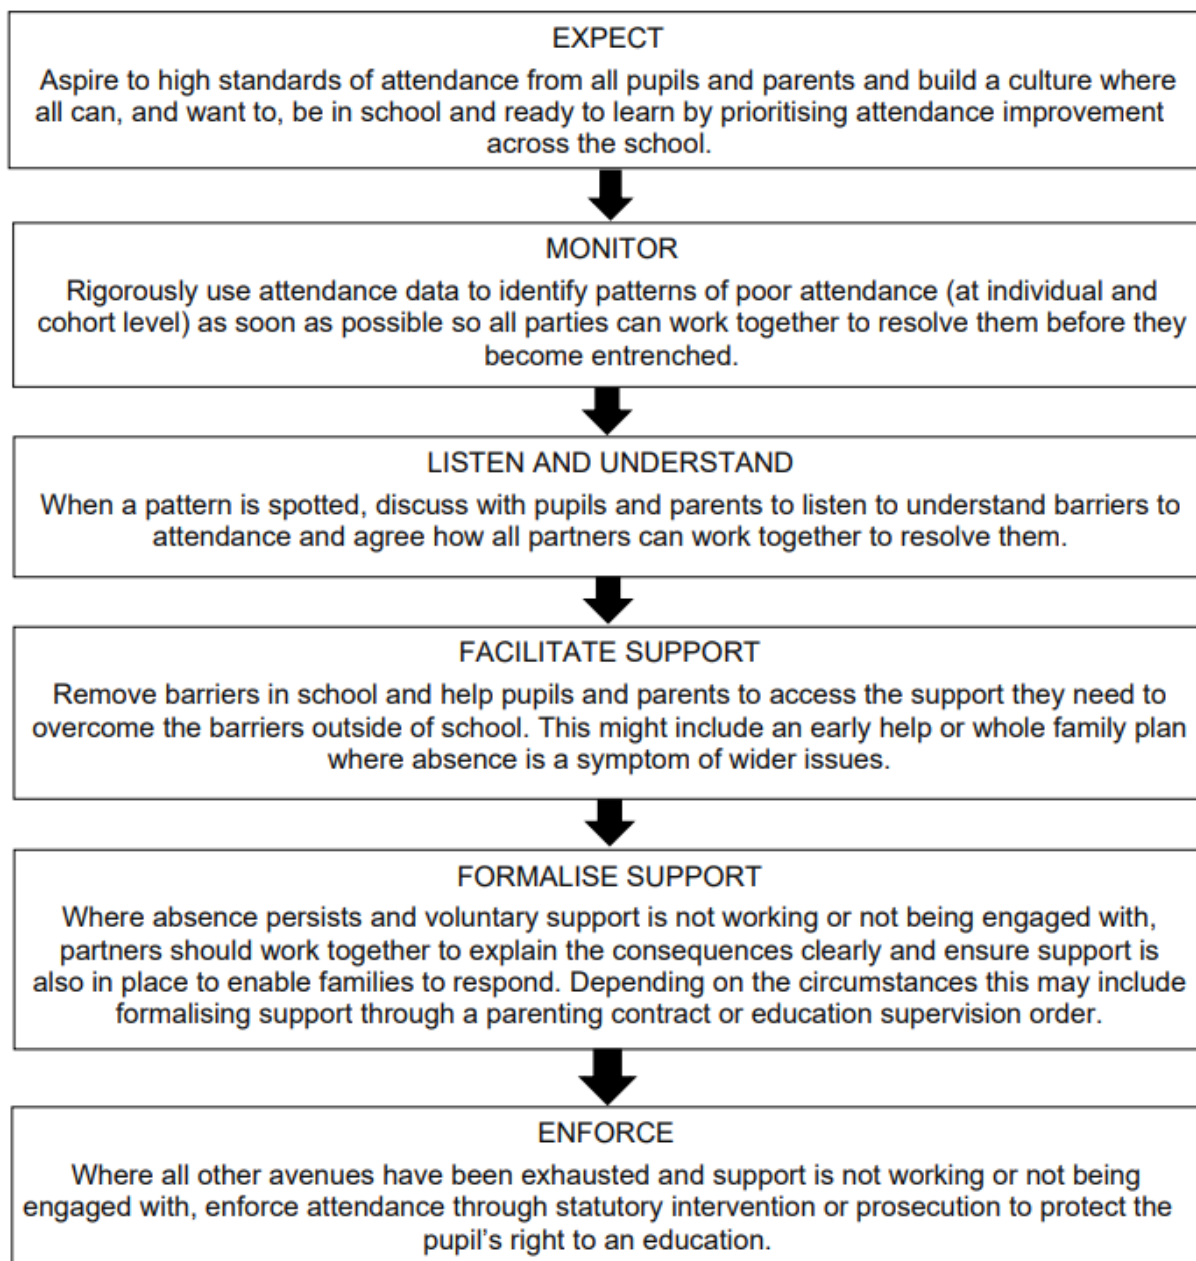 EXPECT
Aspire to high standards of attendance from all pupils and parents and build a culture where
all can, and want to, be in school and ready to learn by prioritising attendance improvement
across the school.
MONITOR
Rigorously use attendance data to identify patterns of poor attendance (at individual and
cohort level) as soon as possible so all parties can work together to resolve them before they
become entrenched.
LISTEN AND UNDERSTAND
When a pattern is spotted, discuss with pupils and parents to listen to understand barriers to
attendance and agree how all partners can work together to resolve them.
FACILITATE SUPPORT
Remove barriers in school and help pupils and parents to access the support they need to
overcome the barriers outside of school. This might include an early help or whole family plan
where absence is a symptom of wider issues.
FORMALISE SUPPORT
Where absence persists and voluntary support is not working or not being engaged with,
partners should work together to explain the consequences clearly and ensure support is
also in place to enable families to respond. Depending on the circumstances this may include
formalising support through a parenting contract or education supervision order.
ENFORCE
Where all other avenues have been exhausted and support is not working or not being
engaged with, enforce attendance through statutory intervention or prosecution to protect the
pupil’s right to an education.